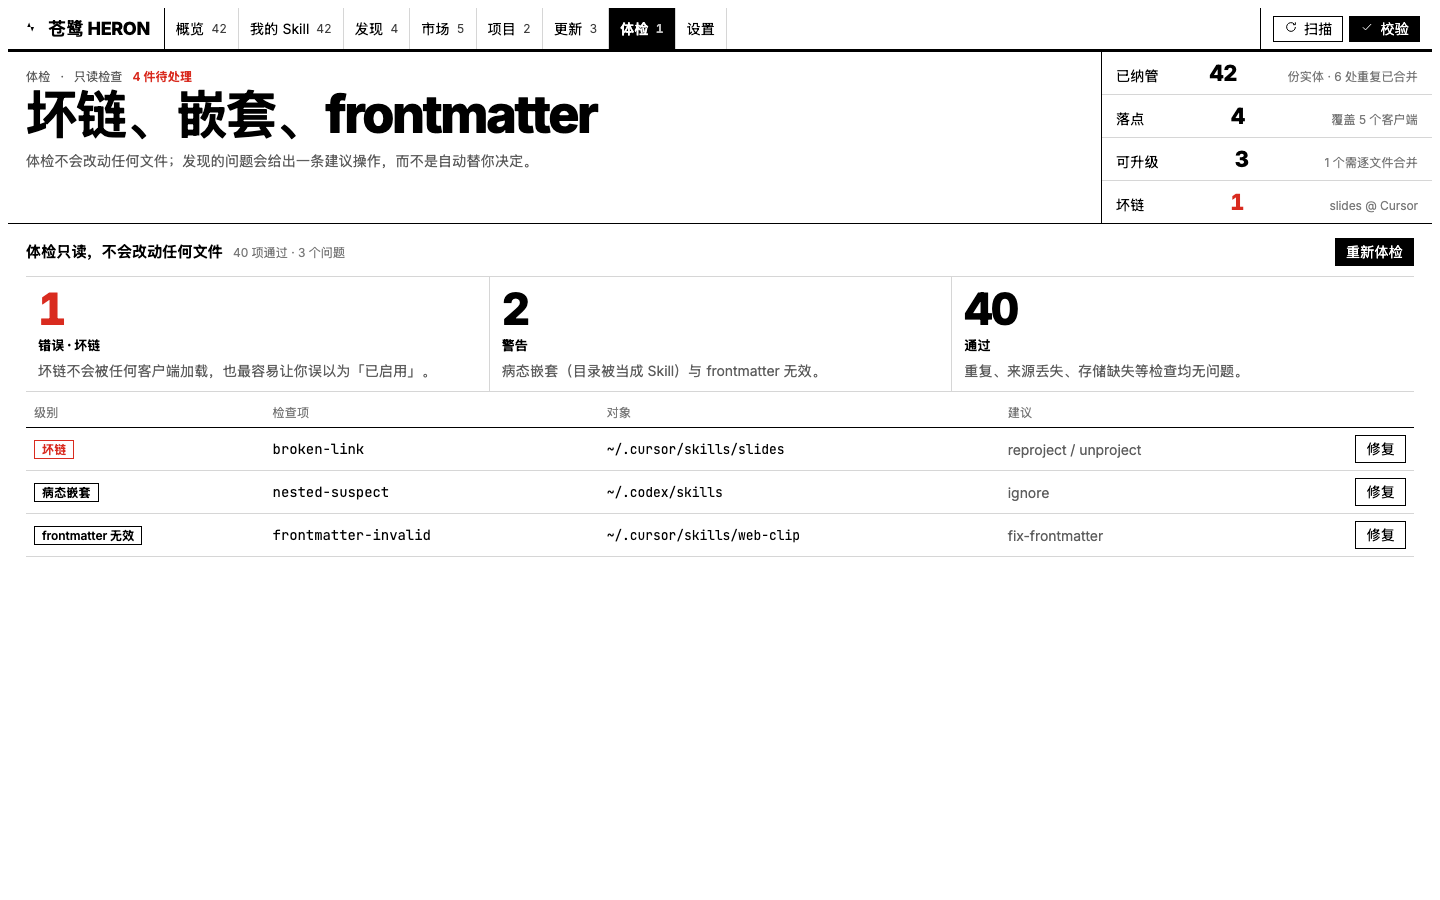 苍鹭 HERON 概览 42 我的 Skill 42 发现 4 市场 5 项目 2 更新 3 体检 1 设置 扫描 校验
体检 · 只读检查 4 件待处理
坏链、嵌套、frontmatter
体检不会改动任何文件；发现的问题会给出一条建议操作，而不是自动替你决定。
已纳管 42 份实体 · 6 处重复已合并
落点 4 覆盖 5 个客户端
可升级 3 1 个需逐文件合并
坏链 1 slides @ Cursor
体检只读，不会改动任何文件 40 项通过 · 3 个问题 重新体检
1
错误 · 坏链
坏链不会被任何客户端加载，也最容易让你误以为「已启用」。
2
警告
病态嵌套（目录被当成 Skill）与 frontmatter 无效。
40
通过
重复、来源丢失、存储缺失等检查均无问题。
级别 检查项 对象 建议
坏链 broken-link ~/.cursor/skills/slides reproject / unproject 修复
病态嵌套 nested-suspect ~/.codex/skills ignore 修复
frontmatter 无效 frontmatter-invalid ~/.cursor/skills/web-clip fix-frontmatter 修复